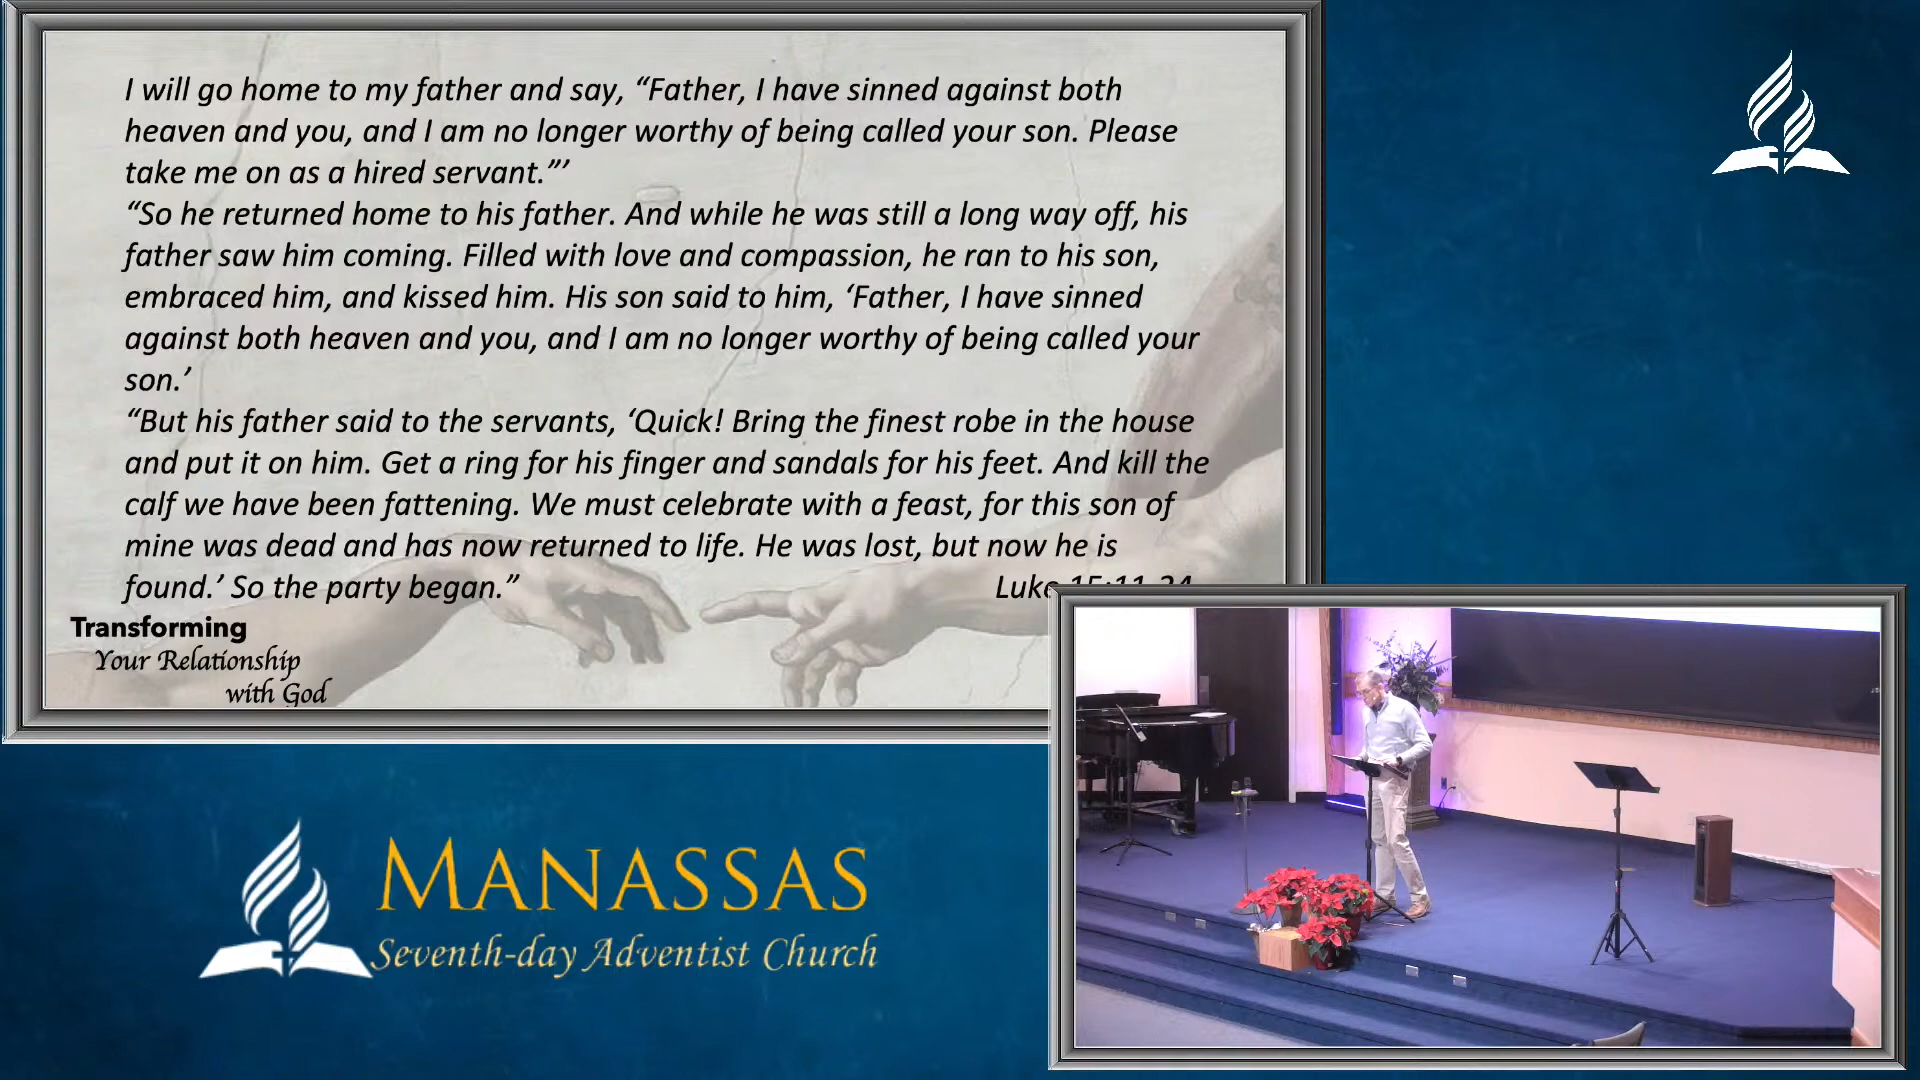 I will go home to my father and say, “Father, I have sinned against both
heaven and you, and I am no longer worthy of being called your son. Please
take me on as a hired servant.”’
“So he returned home to his father. And while he was still a long way off, his
father saw him coming. Filled with love and compassion, he ran to his son,
embraced him, and kissed him. His son said to him, ‘Father, I have sinned
against both heaven and you, and I am no longer worthy of being called your
son.’
“But his father said to the servants, ‘Quick! Bring the finest robe in the house
and put it on him. Get a ring for his finger and sandals for his feet. And kill the
calf we have been fattening. We must celebrate with a feast, for this son of
mine was dead and has now returned to life. He was lost, but now he is
found.’ So the party began.” Luke 15:11-24
Transforming
Your Relationship
with God
MANASSAS
Seventh-day Adventist Church